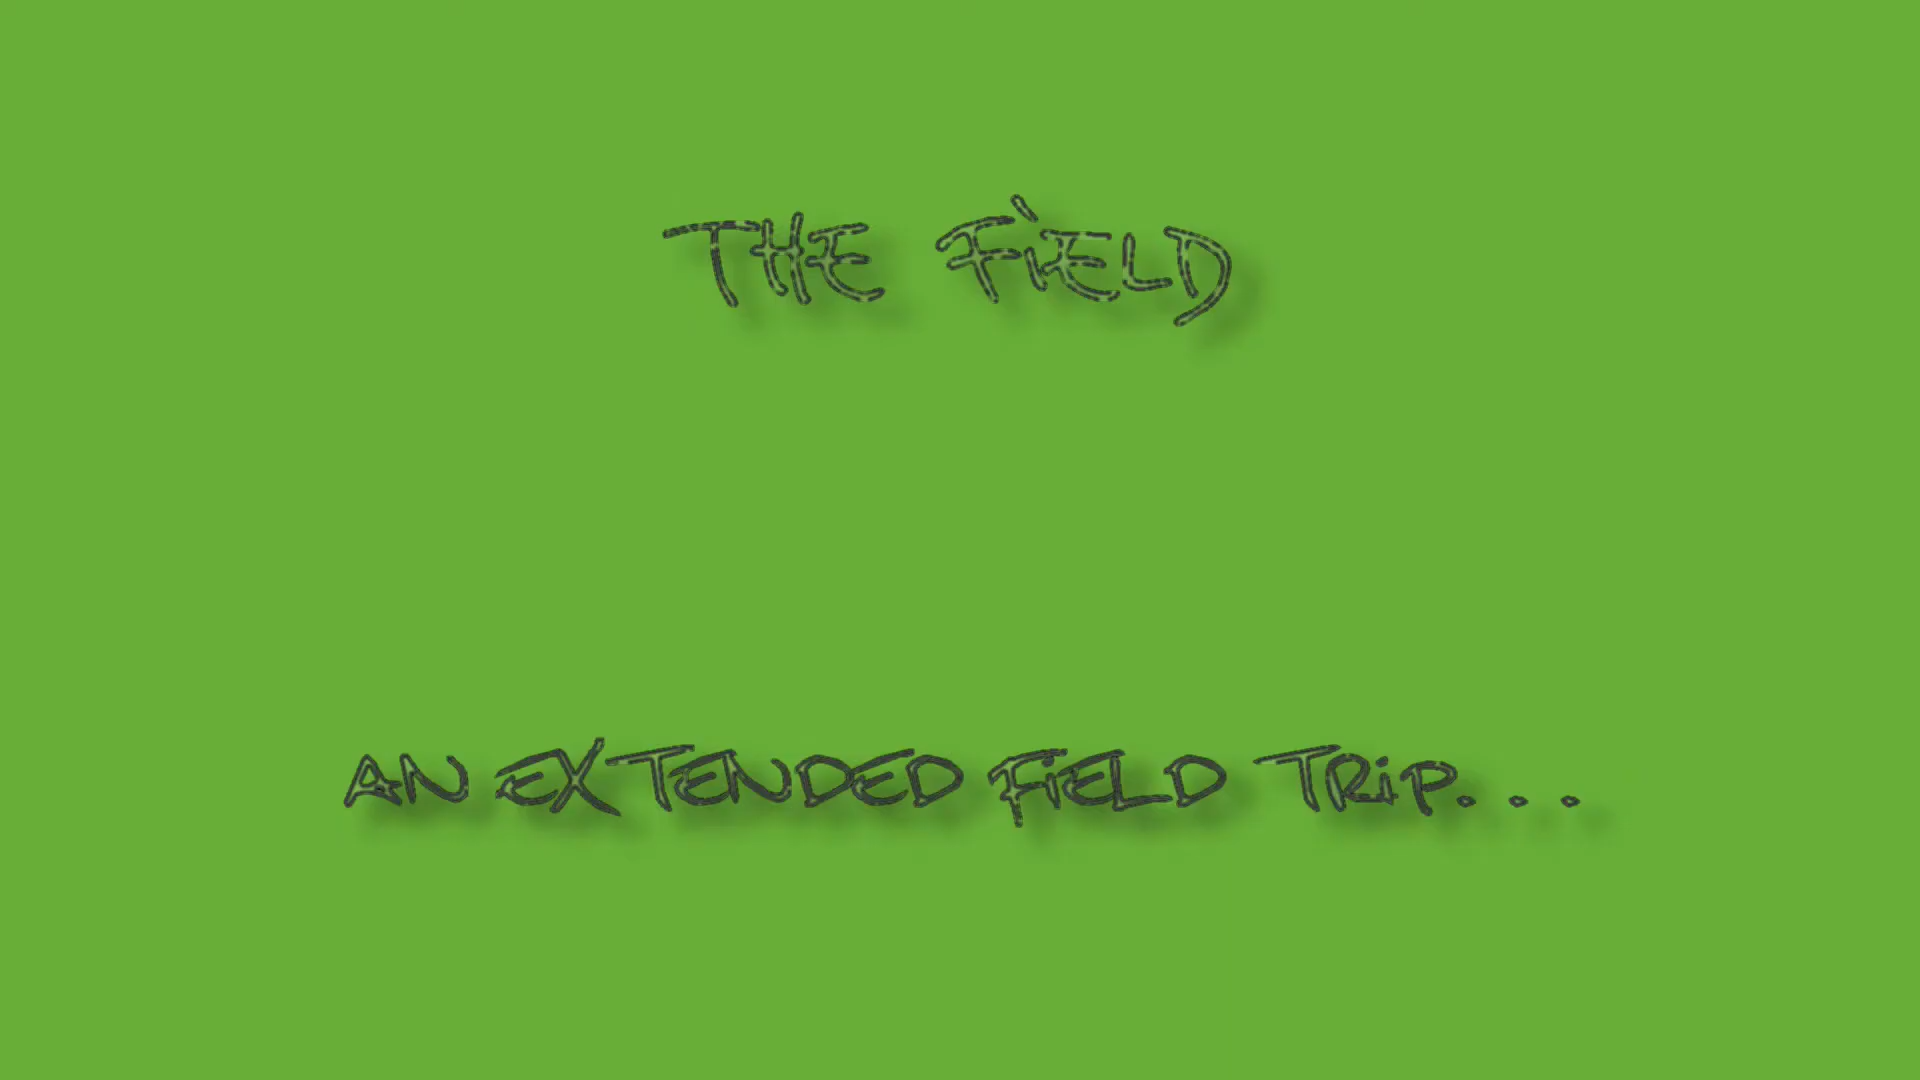 THE FiELD
AN EXTENDED FiELD TRiP. . .